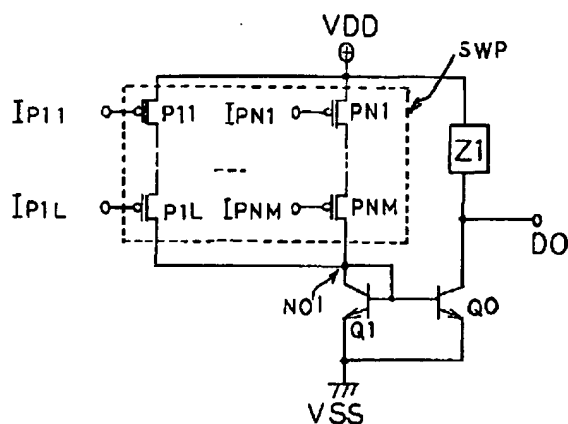 VDD
SWP
IP11
P11
IPN1
PN1
Z1
IP1L
P1L
IPNM
PNM
DO
NO1
Q1
Q0
VSS